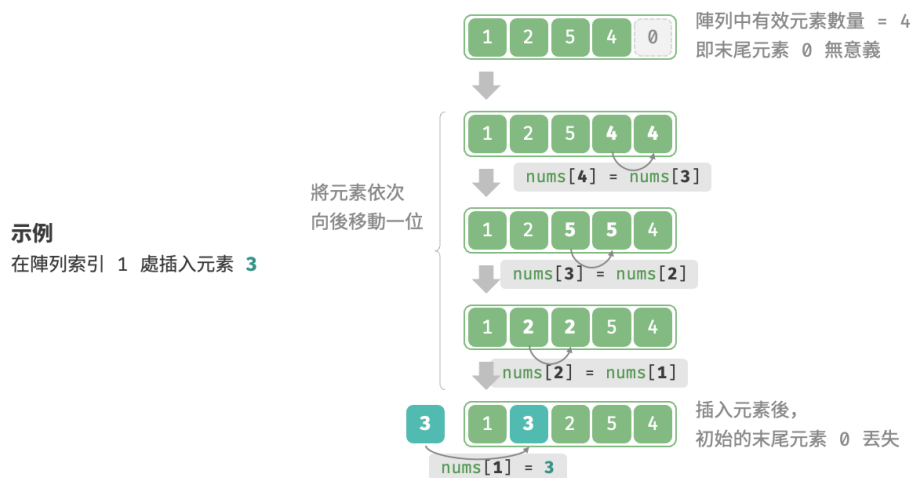 示例
在陣列索引 1 處插入元素 3
1 2 5 4 0
陣列中有效元素數量 = 4
即末尾元素 0 無意義
將元素依次
向後移動一位
1 2 5 4 4
nums[4] = nums[3]
1 2 5 5 4
nums[3] = nums[2]
1 2 2 5 4
nums[2] = nums[1]
3 1 3 2 5 4
nums[1] = 3
插入元素後，
初始的末尾元素 0 丟失